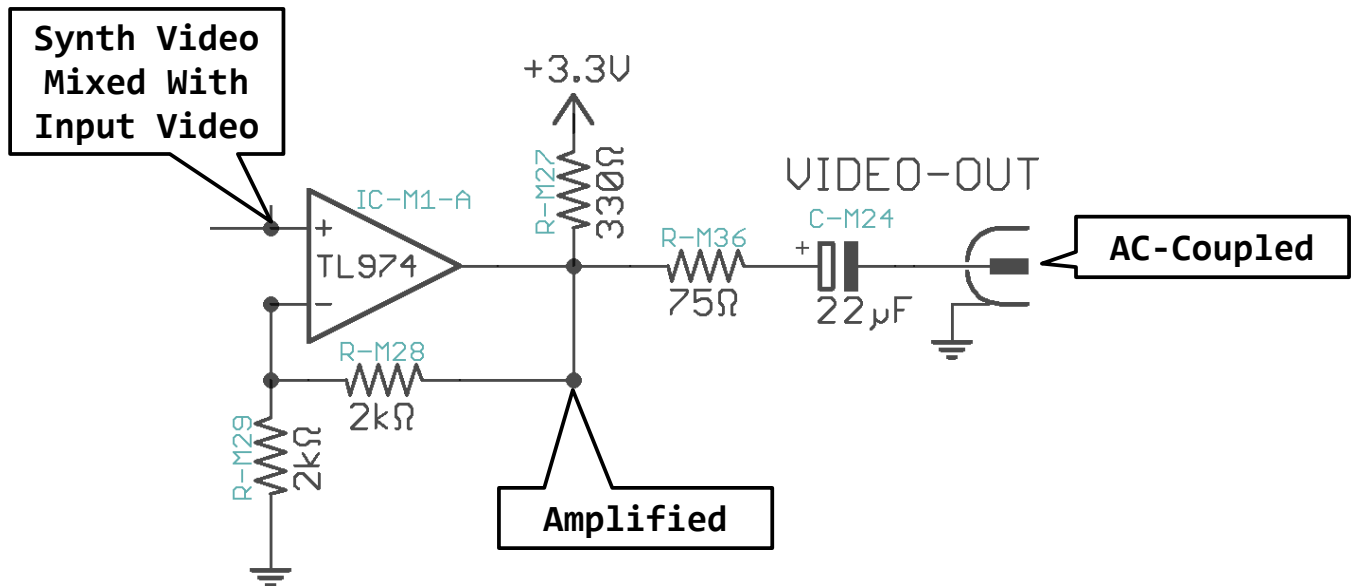 Synth Video
Mixed With
Input Video
+3.3V
R-M27
330Ω
VIDEO-OUT
IC-M1-A
C-M24
+
TL974
-
R-M36
75Ω
+
22µF
AC-Coupled
R-M28
2kΩ
R-M29
2kΩ
Amplified